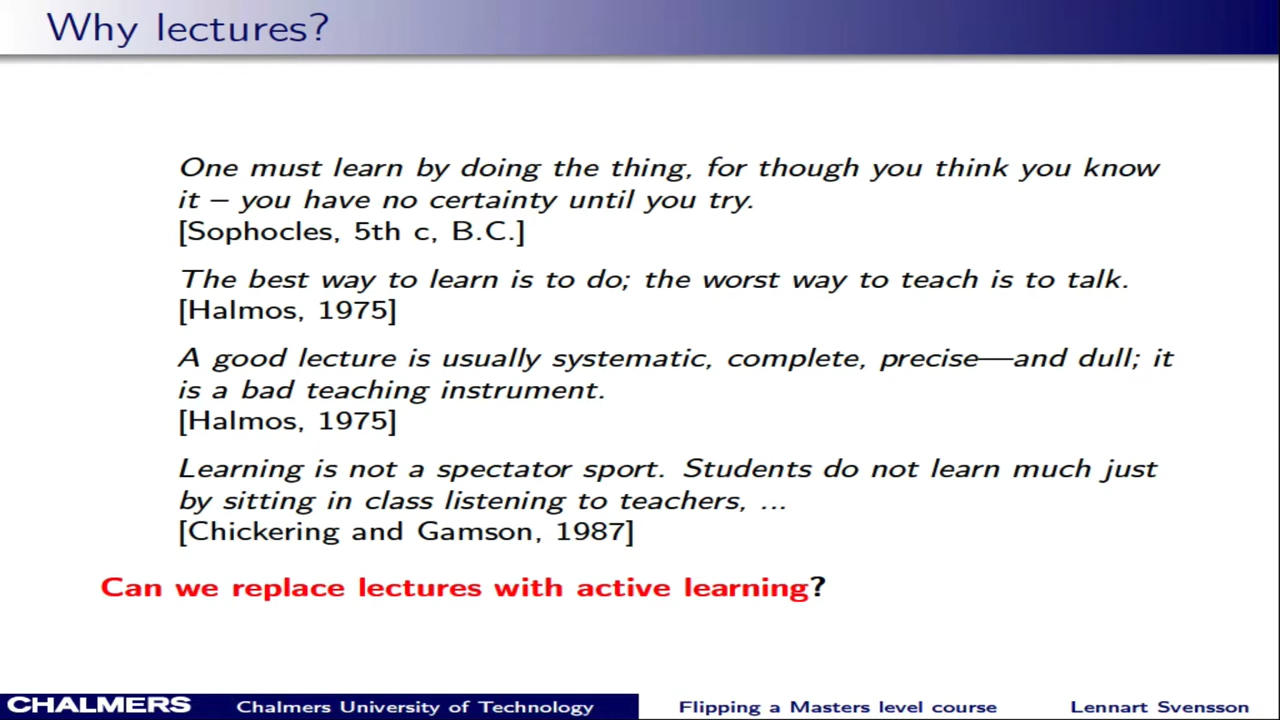 Why lectures?
One must learn by doing the thing, for though you think you know
it – you have no certainty until you try.
[Sophocles, 5th c, B.C.]
The best way to learn is to do; the worst way to teach is to talk.
[Halmos, 1975]
A good lecture is usually systematic, complete, precise—and dull; it
is a bad teaching instrument.
[Halmos, 1975]
Learning is not a spectator sport. Students do not learn much just
by sitting in class listening to teachers, ...
[Chickering and Gamson, 1987]
Can we replace lectures with active learning?
CHALMERS Chalmers University of Technology Flipping a Masters level course Lennart Svensson